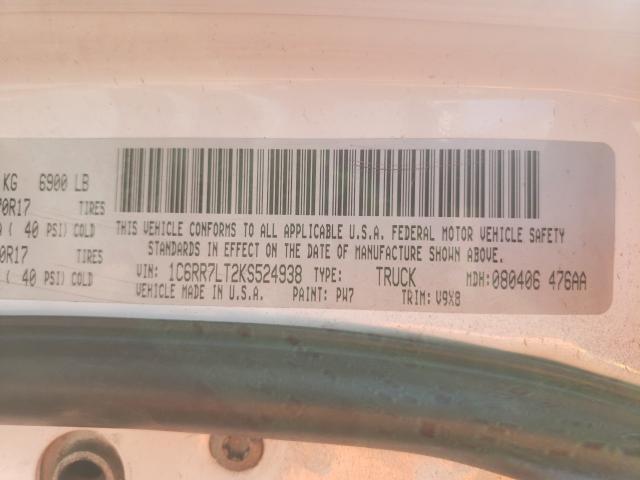 KG 6900 LB
0R17 TIRES
( 40 PSI) COLD
0R17 TIRES
( 40 PSI) COLD
THIS VEHICLE CONFORMS TO ALL APPLICABLE U.S.A. FEDERAL MOTOR VEHICLE SAFETY
STANDARDS IN EFFECT ON THE DATE OF MANUFACTURE SHOWN ABOVE.
VIN: 1C6RR7LT2KS524938 TYPE: TRUCK MDH: 080406 476AA
VEHICLE MADE IN U.S.A. PAINT: PW7 TRIM: V9X8